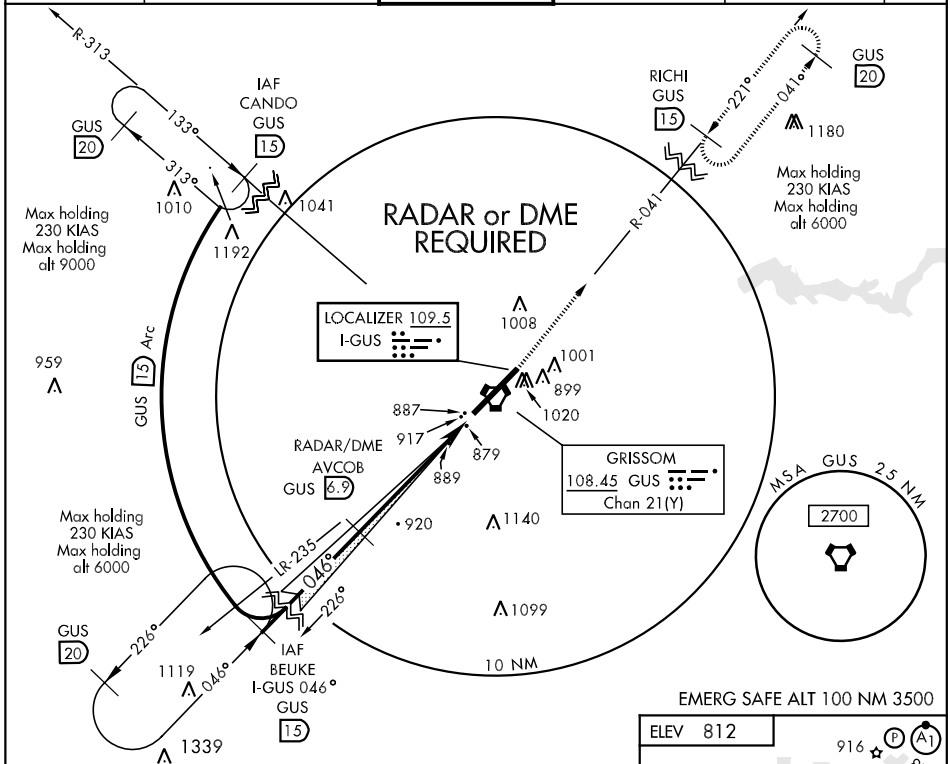 R-313
IAF
CANDO
GUS
15
133°
313°
GUS
20
1010
1192
1041
Max holding
230 KIAS
Max holding
alt 9000
RICHI
GUS
15
221°
041°
GUS
20
1180
Max holding
230 KIAS
Max holding
alt 6000
R-041
RADAR or DME
REQUIRED
LOCALIZER 109.5
I-GUS
1008
1001
899
1020
959
GUS 15 Arc
887
917
879
889
RADAR/DME
AVCOB
GUS 6.9
920
1140
1099
GRISSOM
108.45 GUS
Chan 21(Y)
MSA GUS 25 NM
2700
Max holding
230 KIAS
Max holding
alt 6000
LR-235
046°
226°
GUS
20
226°
046°
1119
1339
IAF
BEUKE
I-GUS 046°
GUS
15
10 NM
EMERG SAFE ALT 100 NM 3500
ELEV 812
916
P
A1